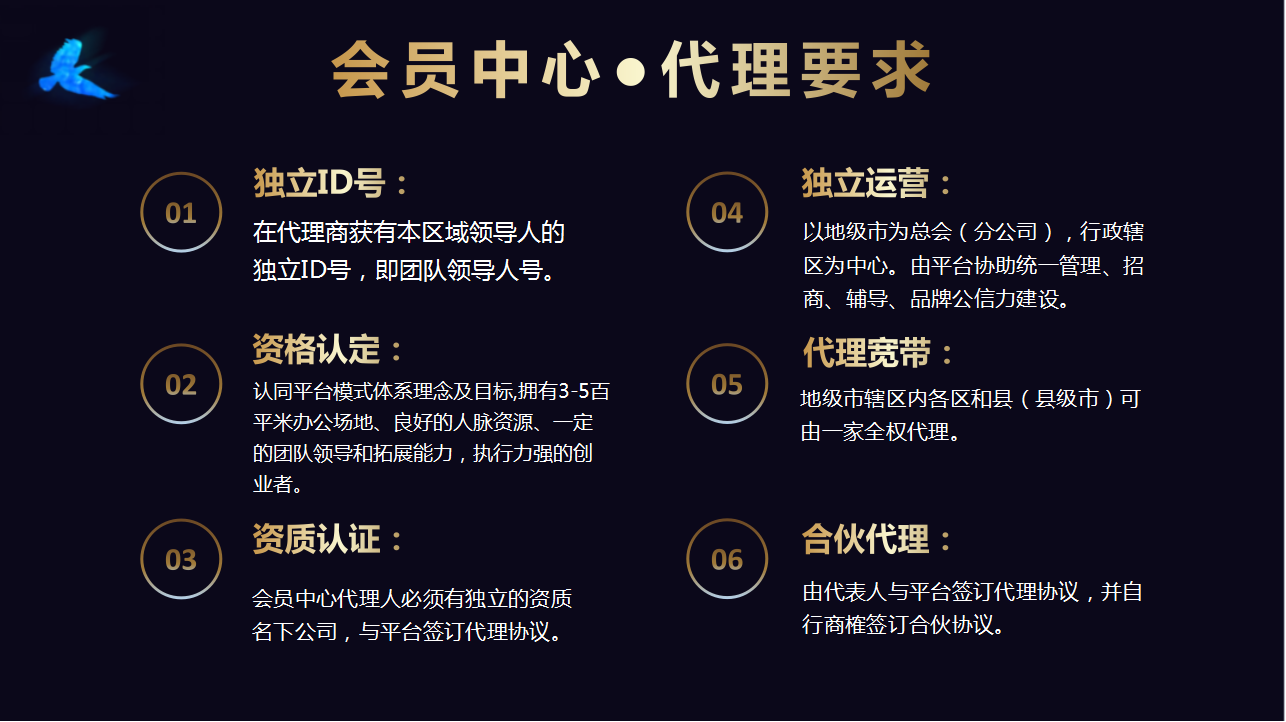 会员中心●代理要求
01
独立ID号：
在代理商获有本区域领导人的
独立ID号，即团队领导人号。
02
资格认定：
认同平台模式体系理念及目标,拥有3-5百
平米办公场地、良好的人脉资源、一定
的团队领导和拓展能力，执行力强的创
业者。
03
资质认证：
会员中心代理人必须有独立的资质
名下公司，与平台签订代理协议。
04
独立运营：
以地级市为总会（分公司），行政辖
区为中心。由平台协助统一管理、招
商、辅导、品牌公信力建设。
05
代理宽带：
地级市辖区内各区和县（县级市）可
由一家全权代理。
06
合伙代理：
由代表人与平台签订代理协议，并自
行商榷签订合伙协议。